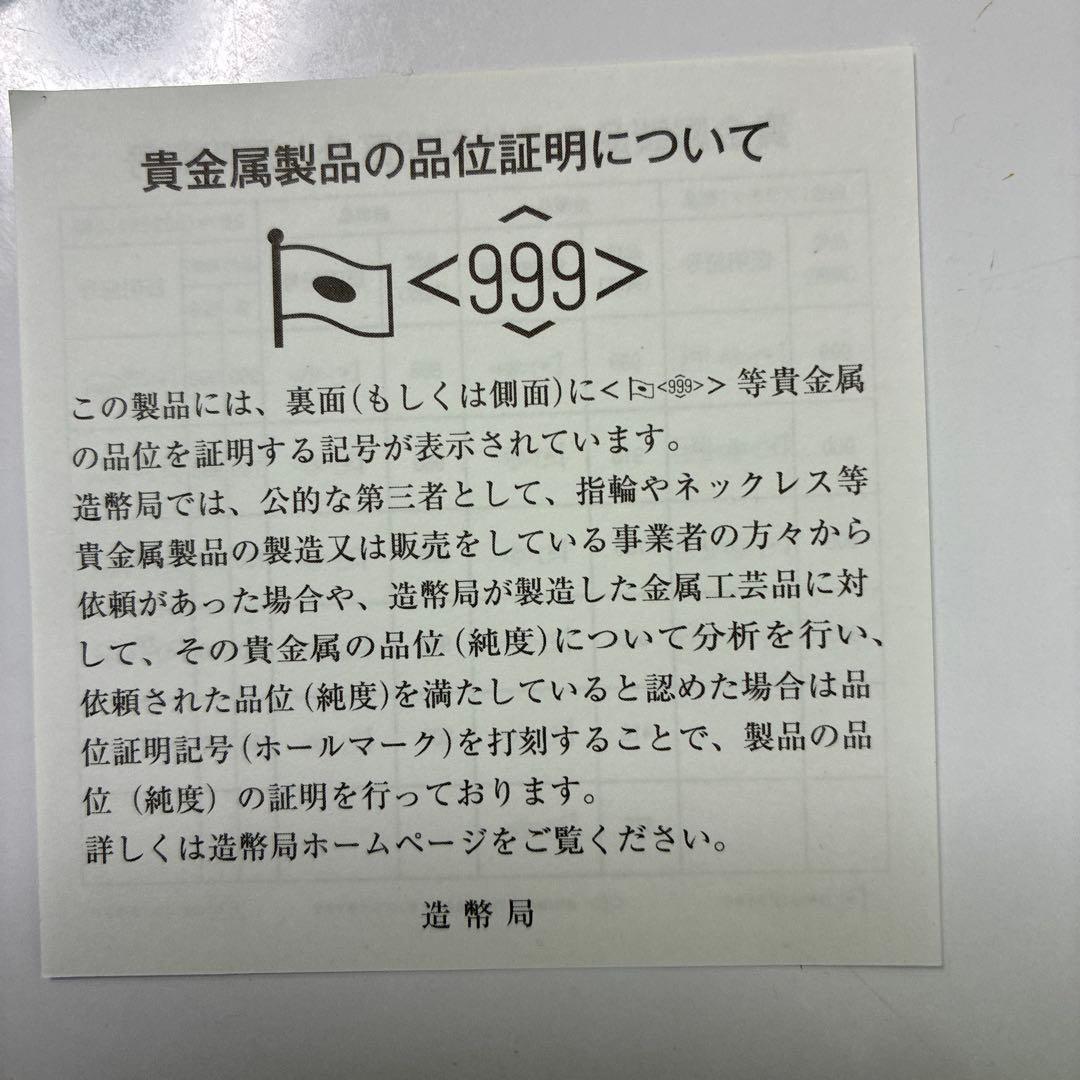 貴金属製品の品位証明について
<999>
この製品には、裏面(もしくは側面)に<<999>>等貴金属
の品位を証明する記号が表示されています。
造幣局では、公的な第三者として、指輪やネックレス等
貴金属製品の製造又は販売をしている事業者の方々から
依頼があった場合や、造幣局が製造した金属工芸品に対
して、その貴金属の品位(純度)について分析を行い、
依頼された品位(純度)を満たしていると認めた場合は品
位証明記号(ホールマーク)を打刻することで、製品の品
位（純度）の証明を行っております。
詳しくは造幣局ホームページをご覧ください。
造幣局